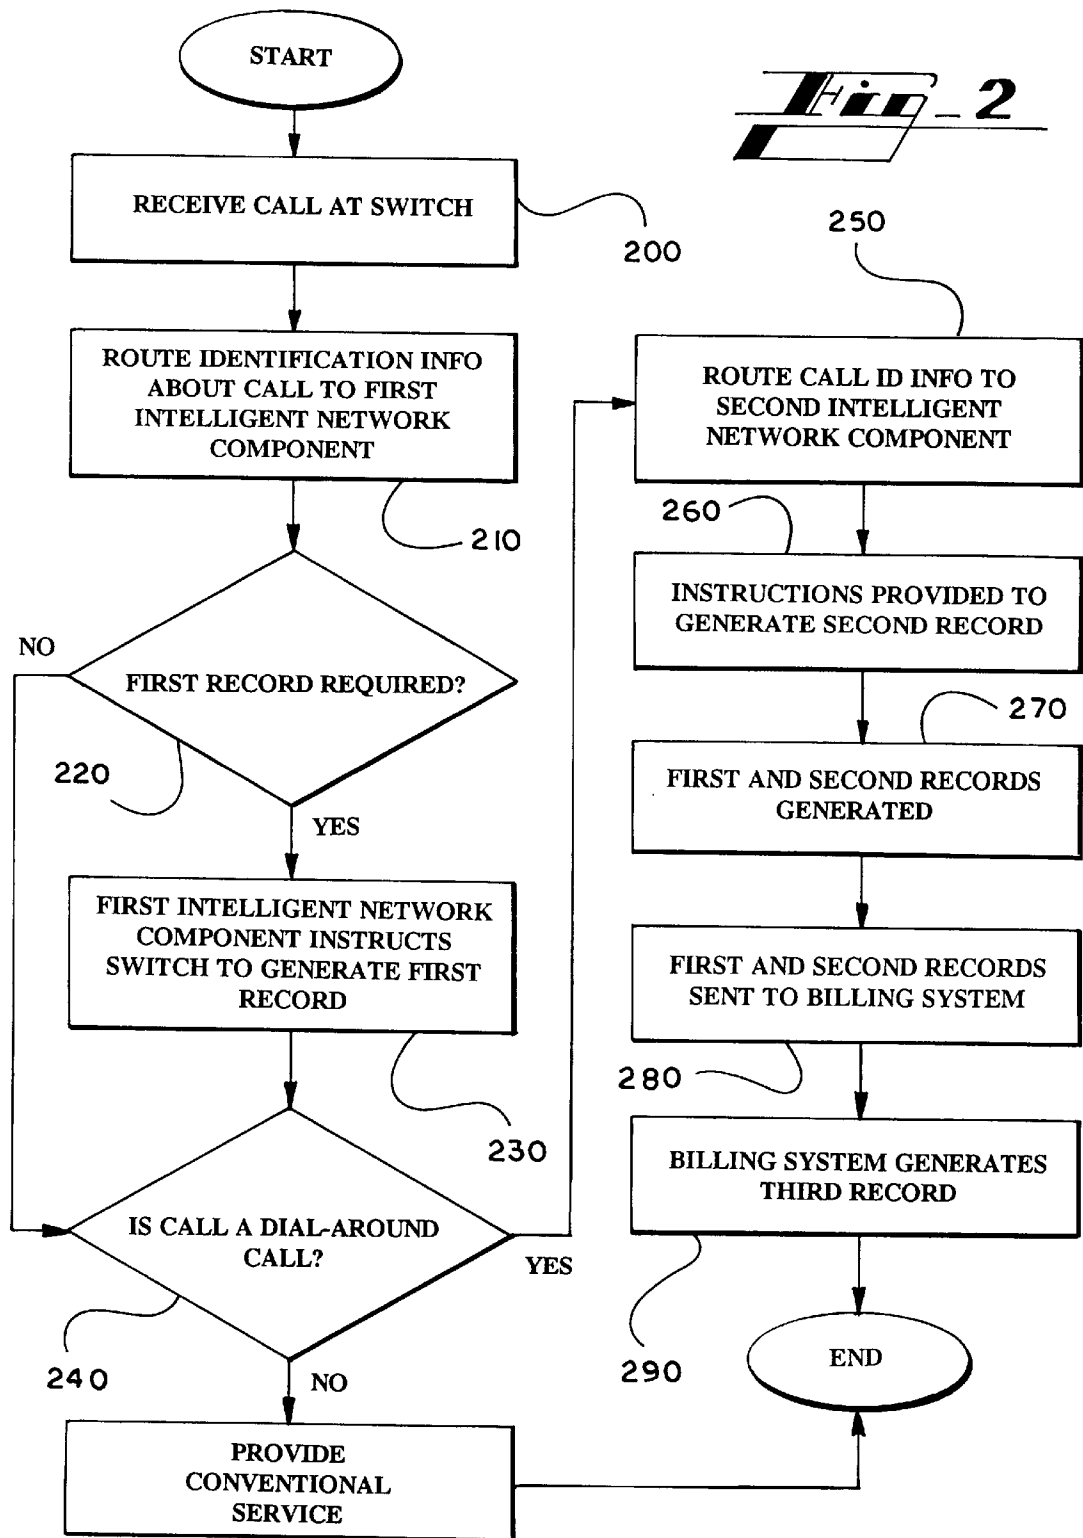 START
Fig_2
RECEIVE CALL AT SWITCH
200
250
ROUTE IDENTIFICATION INFO
ABOUT CALL TO FIRST
INTELLIGENT NETWORK
COMPONENT
210
ROUTE CALL ID INFO TO
SECOND INTELLIGENT
NETWORK COMPONENT
260
NO
FIRST RECORD REQUIRED?
220
YES
INSTRUCTIONS PROVIDED TO
GENERATE SECOND RECORD
270
FIRST AND SECOND RECORDS
GENERATED
FIRST INTELLIGENT NETWORK
COMPONENT INSTRUCTS
SWITCH TO GENERATE FIRST
RECORD
230
FIRST AND SECOND RECORDS
SENT TO BILLING SYSTEM
280
IS CALL A DIAL-AROUND
CALL?
YES
240
NO
BILLING SYSTEM GENERATES
THIRD RECORD
290
END
PROVIDE
CONVENTIONAL
SERVICE